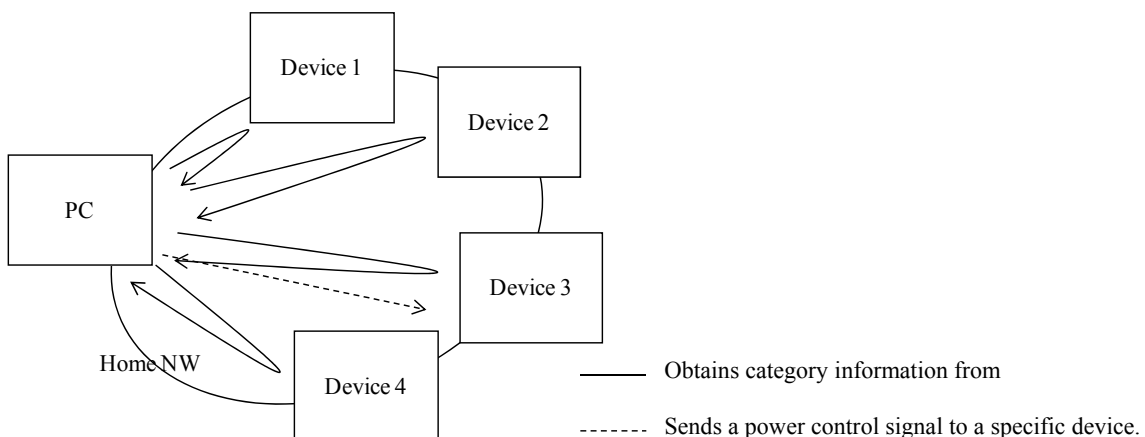 Device 1
Device 2
PC
Device 3
Home NW
Device 4
Obtains category information from
Sends a power control signal to a specific device.